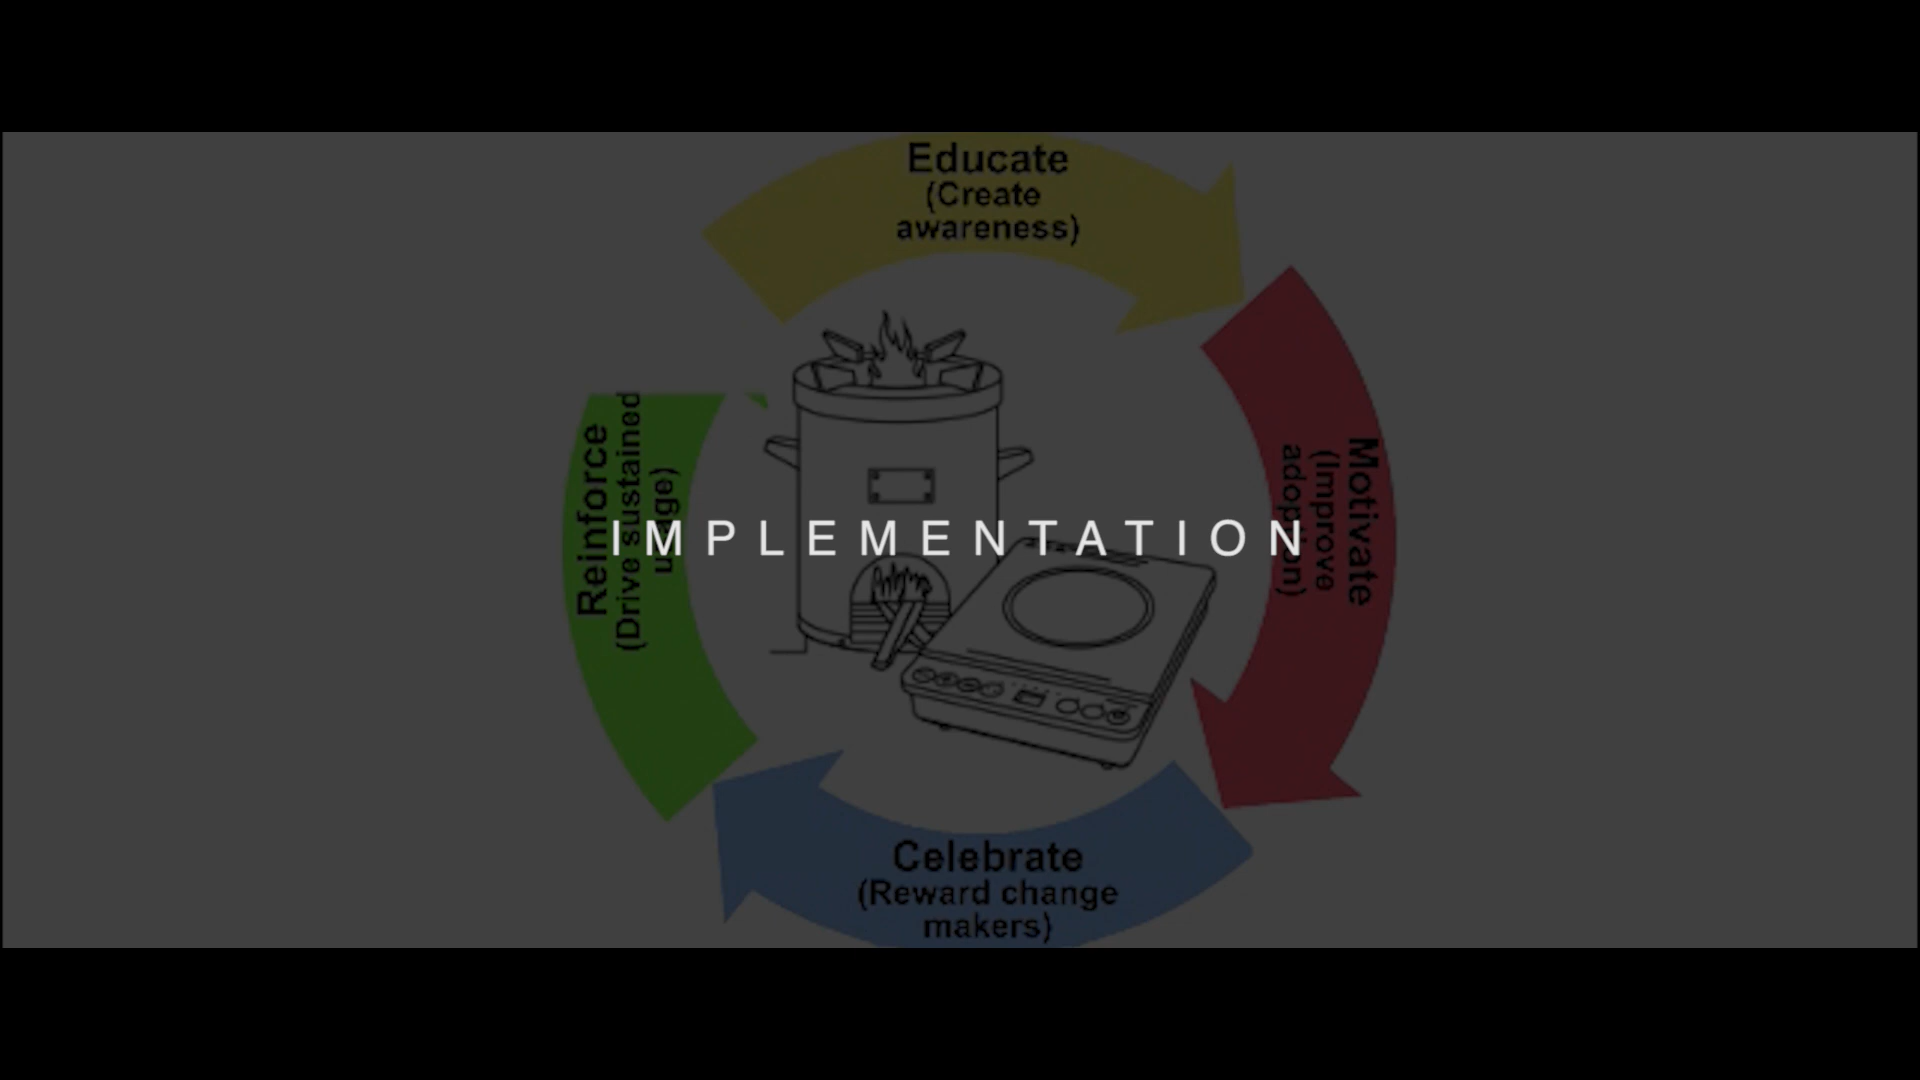 Educate
(Create
awareness)
Motivate
(Improve
adoption)
IMPLEMENTATION
Reinforce
(Drive sustained
usage)
Celebrate
(Reward change
makers)